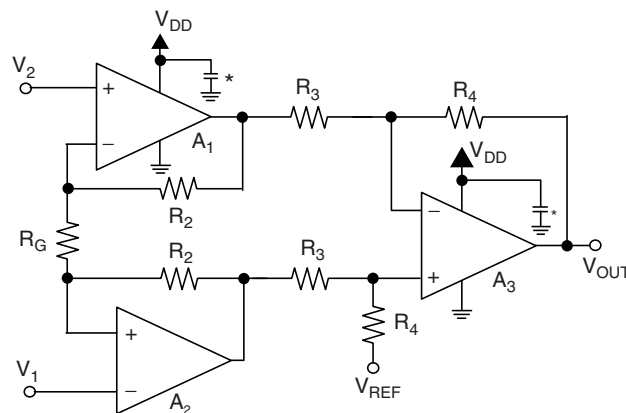 V_DD
V_2
*
+
−
A_1
R_3
R_4
R_2
V_DD
*
R_G
−
+
A_3
V_OUT
R_2
R_3
R_4
V_REF
+
−
V_1
A_2